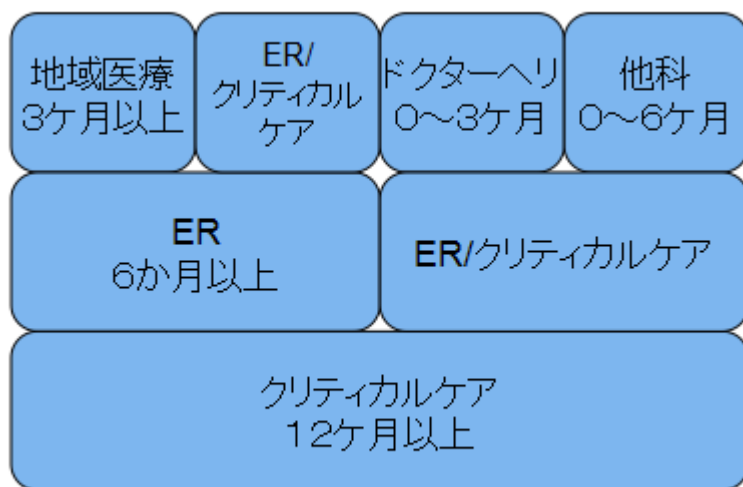 地域医療
3ケ月以上
ER/
クリティカル
ケア
ドクターヘリ
0～3ケ月
他科
0～6ケ月
ER
6か月以上
ER/クリティカルケア
クリティカルケア
12ケ月以上